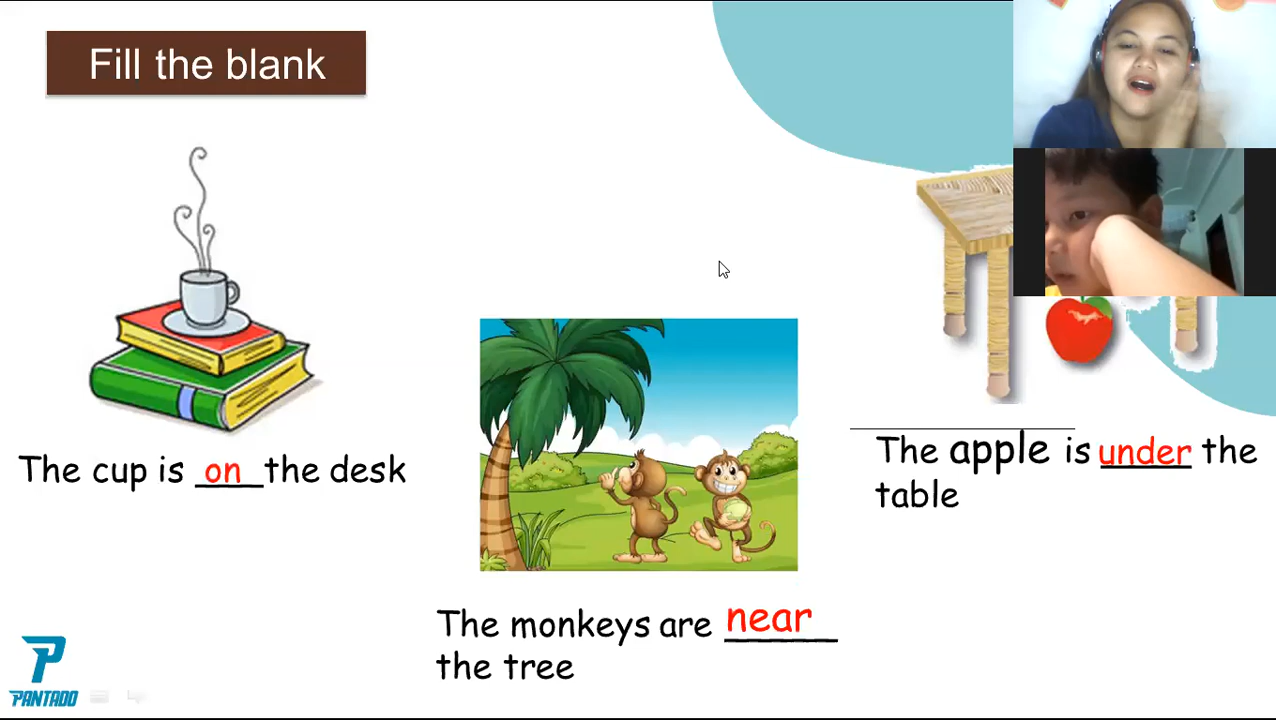 Fill the blank
The cup is on the desk
The apple is under the
table
The monkeys are near
the tree
PANTADO